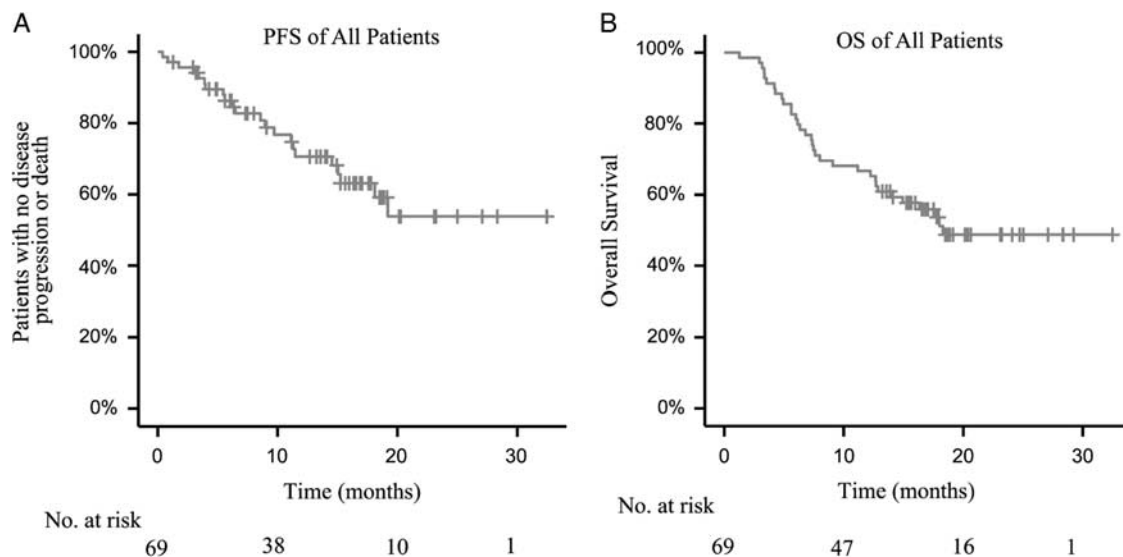 A
PFS of All Patients
100%
80%
60%
40%
20%
0%
Patients with no disease
progression or death
0 10 20 30
Time (months)
No. at risk
69 38 10 1
B
OS of All Patients
100%
80%
60%
40%
20%
0%
Overall Survival
0 10 20 30
Time (months)
No. at risk
69 47 16 1